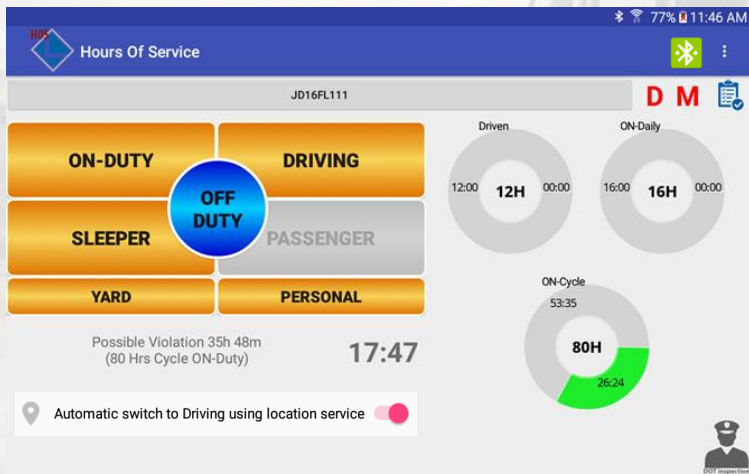 77% 11:46 AM
HOS
Hours Of Service
JD16FL111
D M
ON-DUTY
DRIVING
OFF DUTY
SLEEPER
PASSENGER
YARD
PERSONAL
Possible Violation 35h 48m
(80 Hrs Cycle ON-Duty)
17:47
Automatic switch to Driving using location service
Driven
12:00 12H 00:00
ON-Daily
16:00 16H 00:00
ON-Cycle
53:35
80H
26:24
DOT inspection